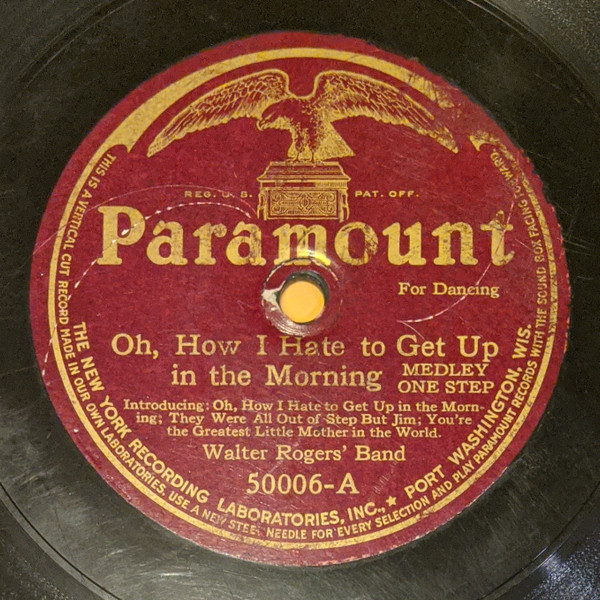 REG. U.S. PAT. OFF.
Paramount
For Dancing
Oh, How I Hate to Get Up
in the Morning MEDLEY ONE STEP
Introducing: Oh, How I Hate to Get Up in the Morn-
ing; They Were All Out of Step But Jim; You're
the Greatest Little Mother in the World.
Walter Rogers' Band
50006-A
THE NEW YORK RECORDING LABORATORIES, INC., ★ PORT WASHINGTON, WIS.
THIS IS A VERTICAL CUT RECORD MADE IN OUR OWN LABORATORIES. USE A NEW STEEL NEEDLE FOR EVERY SELECTION AND PLAY PARAMOUNT RECORDS WITH THE SOUND BOX FACING FORWARD